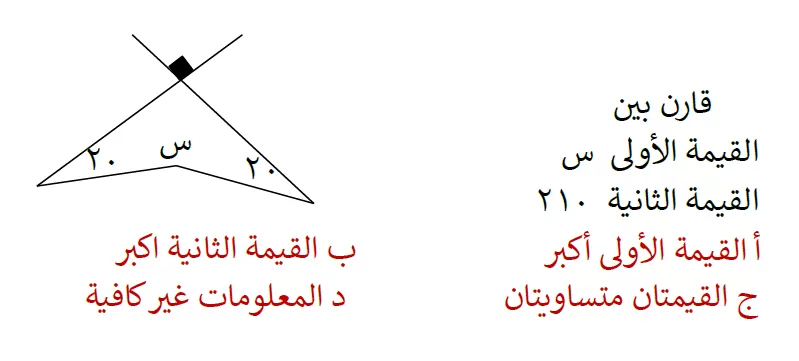 قارن بين
القيمة الأولى س
القيمة الثانية ٢١٠
أ القيمة الأولى أكبر
ب القيمة الثانية اكبر
ج القيمتان متساويتان
د المعلومات غير كافية
س
٢٠
٢٠